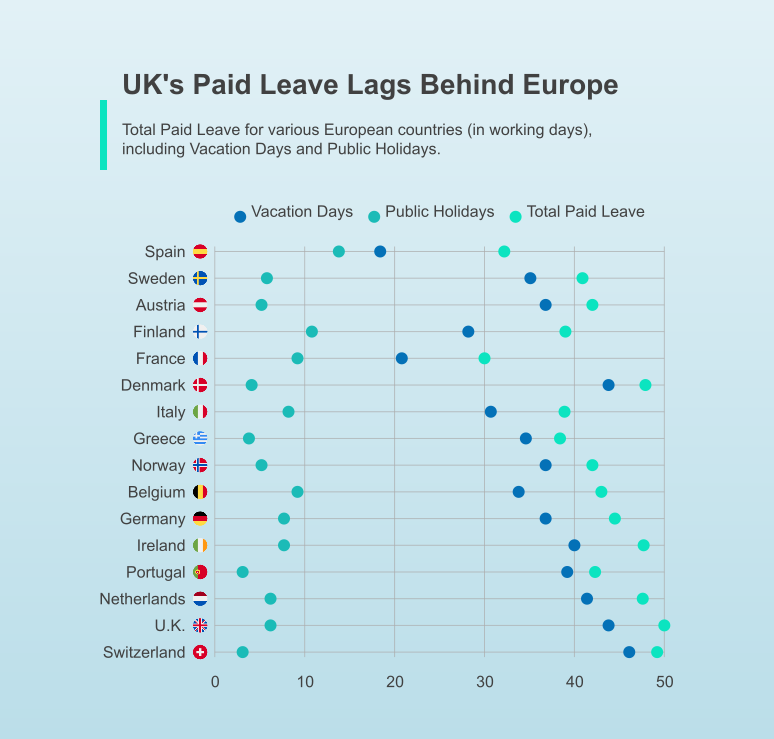 UK's Paid Leave Lags Behind Europe
Total Paid Leave for various European countries (in working days),
including Vacation Days and Public Holidays.
Vacation Days Public Holidays Total Paid Leave
Spain
Sweden
Austria
Finland
France
Denmark
Italy
Greece
Norway
Belgium
Germany
Ireland
Portugal
Netherlands
U.K.
Switzerland
0 10 20 30 40 50